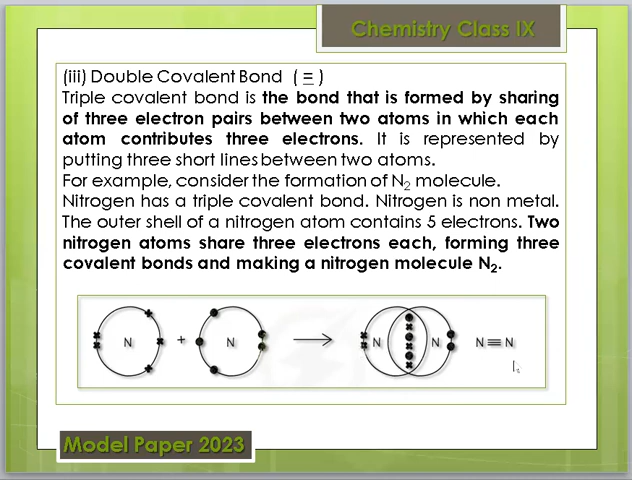 Chemistry Class IX
(iii) Double Covalent Bond ( = )
Triple covalent bond is the bond that is formed by sharing
of three electron pairs between two atoms in which each
atom contributes three electrons. It is represented by
putting three short lines between two atoms.
For example, consider the formation of N₂ molecule.
Nitrogen has a triple covalent bond. Nitrogen is non metal.
The outer shell of a nitrogen atom contains 5 electrons. Two
nitrogen atoms share three electrons each, forming three
covalent bonds and making a nitrogen molecule N₂.
N + N → N N N ≡ N
Model Paper 2023